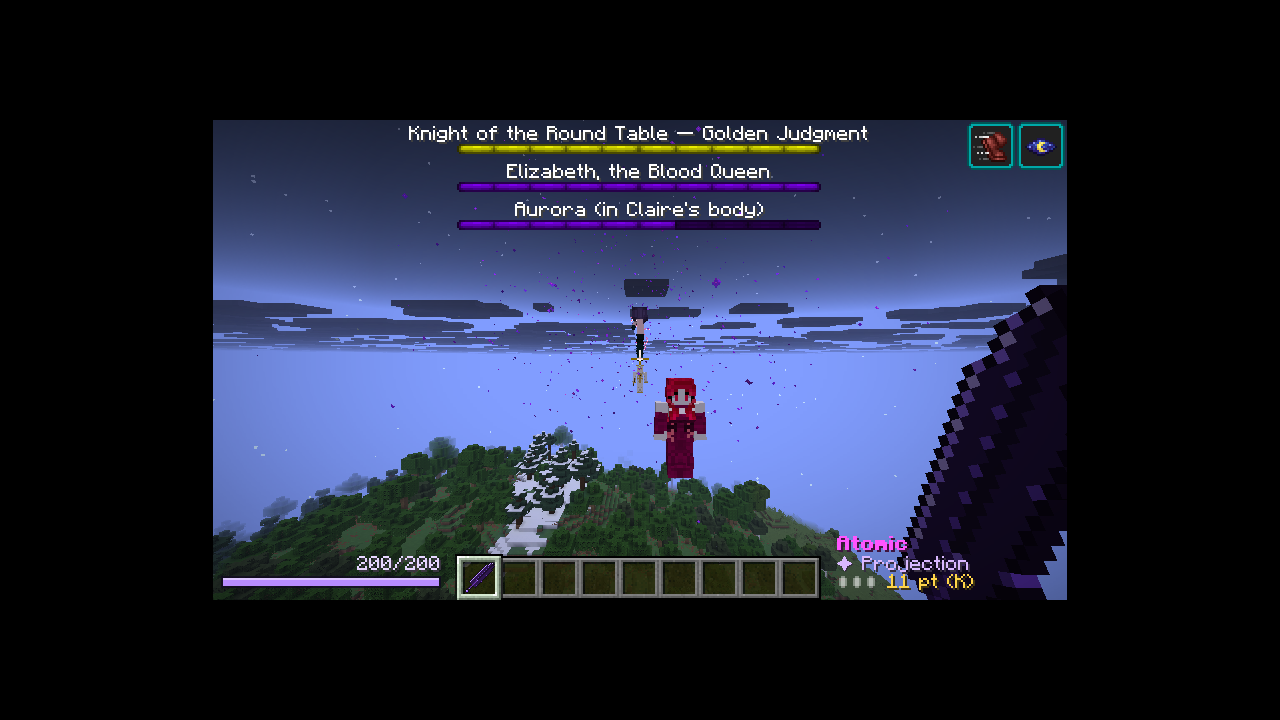 Knight of the Round Table — Golden Judgment
Elizabeth, the Blood Queen
Aurora (in Claire's body)
Atomic
200/200
✦ Projection
11 pt (K)